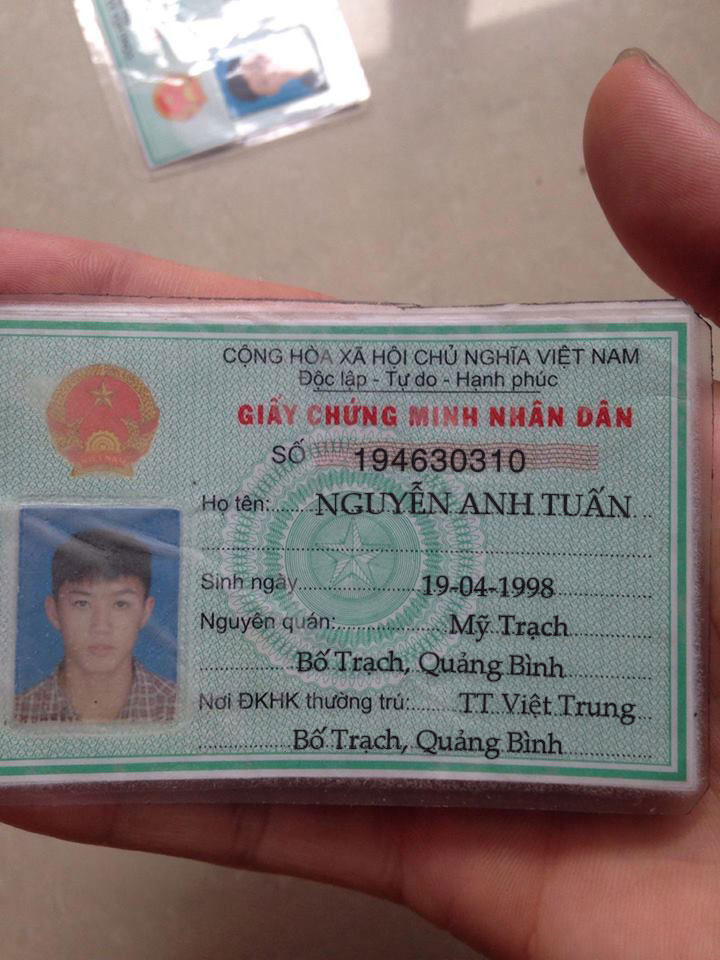 CỘNG HÒA XÃ HỘI CHỦ NGHĨA VIỆT NAM
Độc lập - Tự do - Hạnh phúc
GIẤY CHỨNG MINH NHÂN DÂN
SỐ 194630310
Họ tên: NGUYỄN ANH TUẤN
Sinh ngày 19-04-1998
Nguyên quán: Mỹ Trạch
Bố Trạch, Quảng Bình
Nơi ĐKHK thường trú: TT Việt Trung
Bố Trạch, Quảng Bình